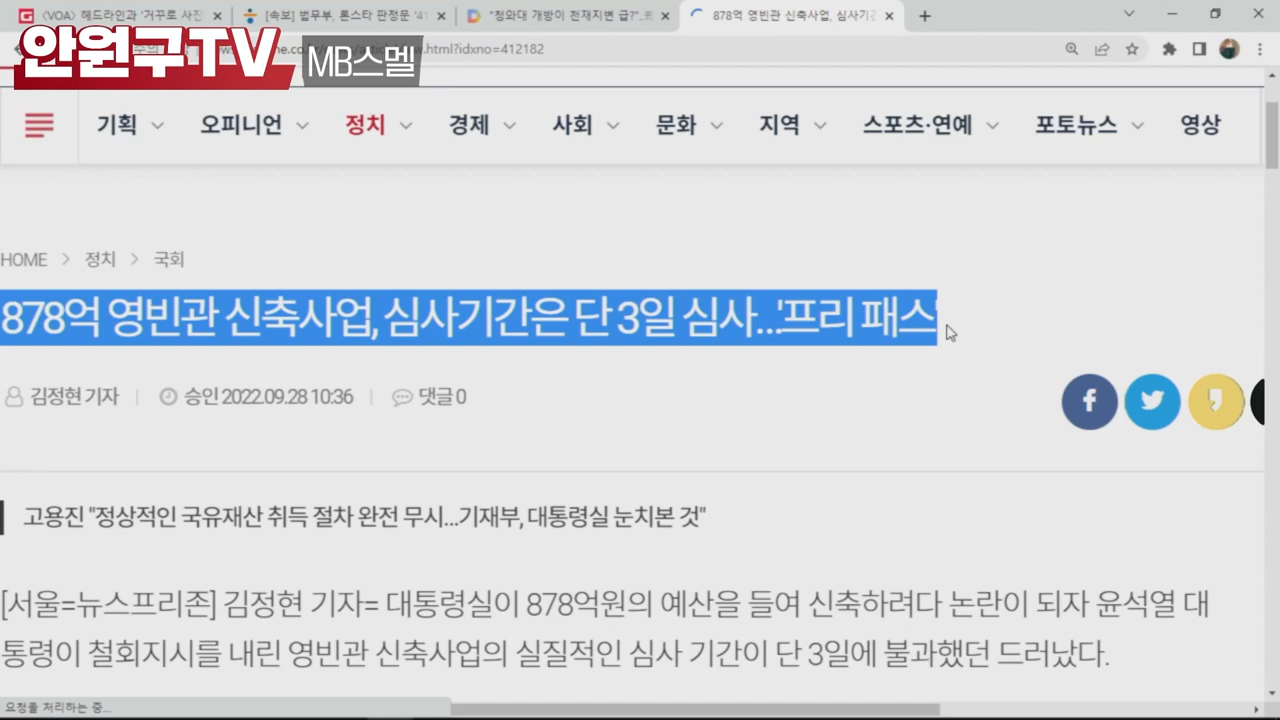 <VOA> 헤드라인과 '거꾸로 사진
[속보] 법무부, 론스타 판정문 '41
"청와대 개방이 천재지변 급?"
878억 영빈관 신축사업, 심사기간
안원구TV
MB스멜
.html?idxno=412182
기획
오피니언
정치
경제
사회
문화
지역
스포츠·연예
포토뉴스
영상
HOME > 정치 > 국회
878억 영빈관 신축사업, 심사기간은 단 3일 심사...'프리 패스'
김정현 기자 | 승인 2022.09.28 10:36 | 댓글 0
고용진 "정상적인 국유재산 취득 절차 완전 무시...기재부, 대통령실 눈치본 것"
[서울=뉴스프리존] 김정현 기자= 대통령실이 878억원의 예산을 들여 신축하려다 논란이 되자 윤석열 대
통령이 철회지시를 내린 영빈관 신축사업의 실질적인 심사 기간이 단 3일에 불과했던 드러났다.
요청을 처리하는 중...